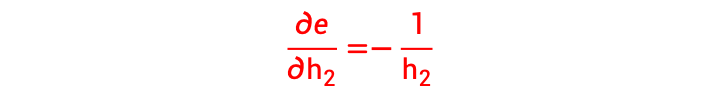 ∂e/∂h₂ = − 1/h₂